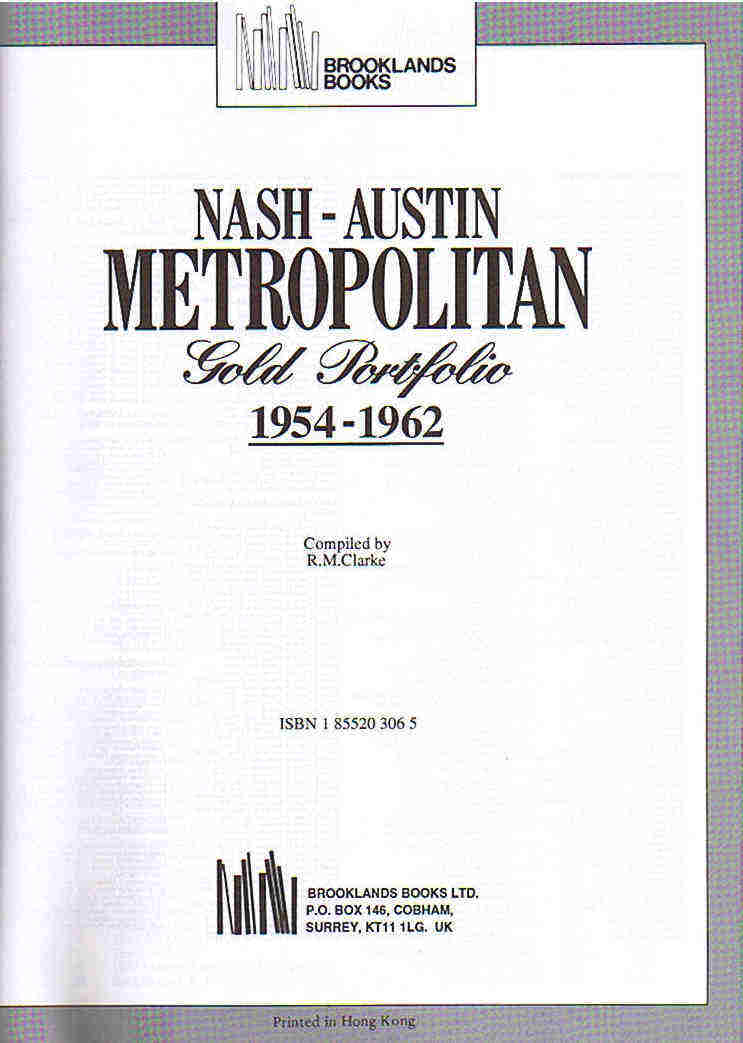 BROOKLANDS
BOOKS
NASH - AUSTIN
METROPOLITAN
Gold Portfolio
1954 - 1962
Compiled by
R.M.Clarke
ISBN 1 85520 306 5
BROOKLANDS BOOKS LTD.
P.O. BOX 146, COBHAM,
SURREY, KT11 1LG. UK
Printed in Hong Kong